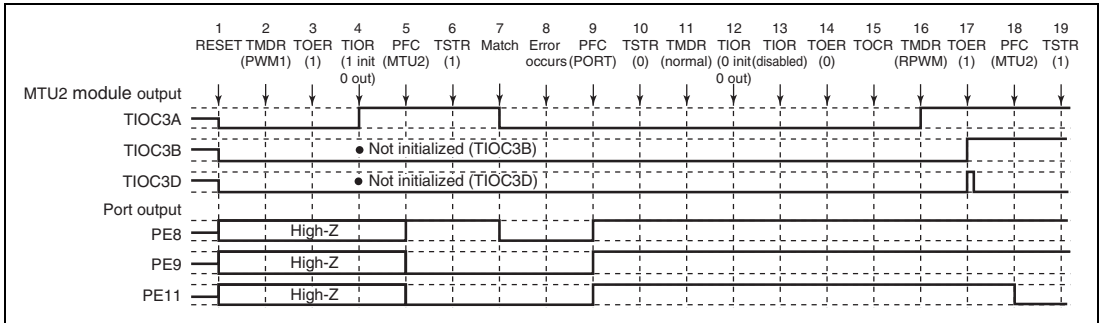 1 2 3 4 5 6 7 8 9 10 11 12 13 14 15 16 17 18 19
RESET TMDR TOER TIOR PFC TSTR Match Error PFC TSTR TMDR TIOR TIOR TOER TOCR TMDR TOER PFC TSTR
(PWM1) (1) (1 init (MTU2) (1) occurs (PORT) (0) (normal) (0 init (disabled) (0) (RPWM) (1) (MTU2) (1)
0 out) 0 out)
MTU2 module output
TIOC3A
TIOC3B • Not initialized (TIOC3B)
TIOC3D • Not initialized (TIOC3D)
Port output
PE8 High-Z
PE9 High-Z
PE11 High-Z